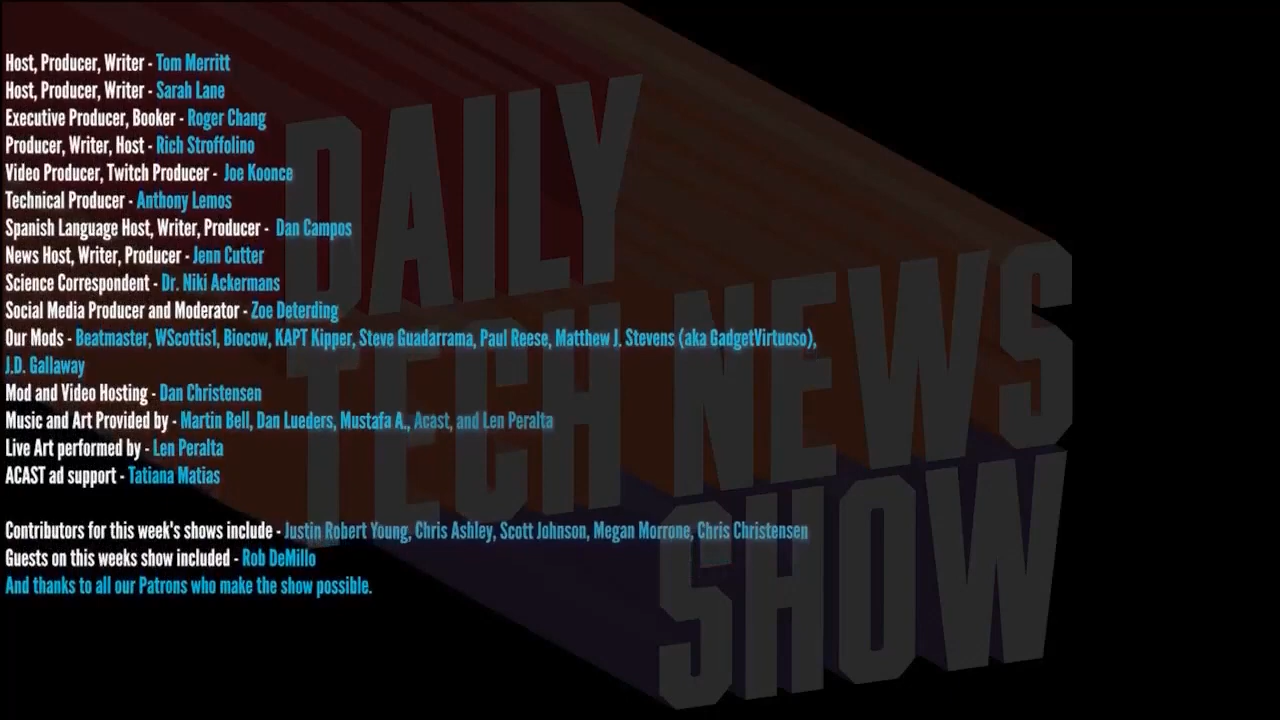 Host, Producer, Writer - Tom Merritt
Host, Producer, Writer - Sarah Lane
Executive Producer, Booker - Roger Chang
Producer, Writer, Host - Rich Stroffolino
Video Producer, Twitch Producer - Joe Koonce
Technical Producer - Anthony Lemos
Spanish Language Host, Writer, Producer - Dan Campos
News Host, Writer, Producer - Jenn Cutter
Science Correspondent - Dr. Niki Ackermans
Social Media Producer and Moderator - Zoe Deterding
Our Mods - Beatmaster, WScottis1, Biocow, KAPT Kipper, Steve Guadarrama, Paul Reese, Matthew J. Stevens (aka GadgetVirtuoso),
J.D. Gallaway
Mod and Video Hosting - Dan Christensen
Music and Art Provided by - Martin Bell, Dan Lueders, Mustafa A., Acast, and Len Peralta
Live Art performed by - Len Peralta
ACAST ad support - Tatiana Matias
Contributors for this week's shows include - Justin Robert Young, Chris Ashley, Scott Johnson, Megan Morrone, Chris Christensen
Guests on this weeks show included - Rob DeMillo
And thanks to all our Patrons who make the show possible.
DAILY
TECH NEWS
SHOW